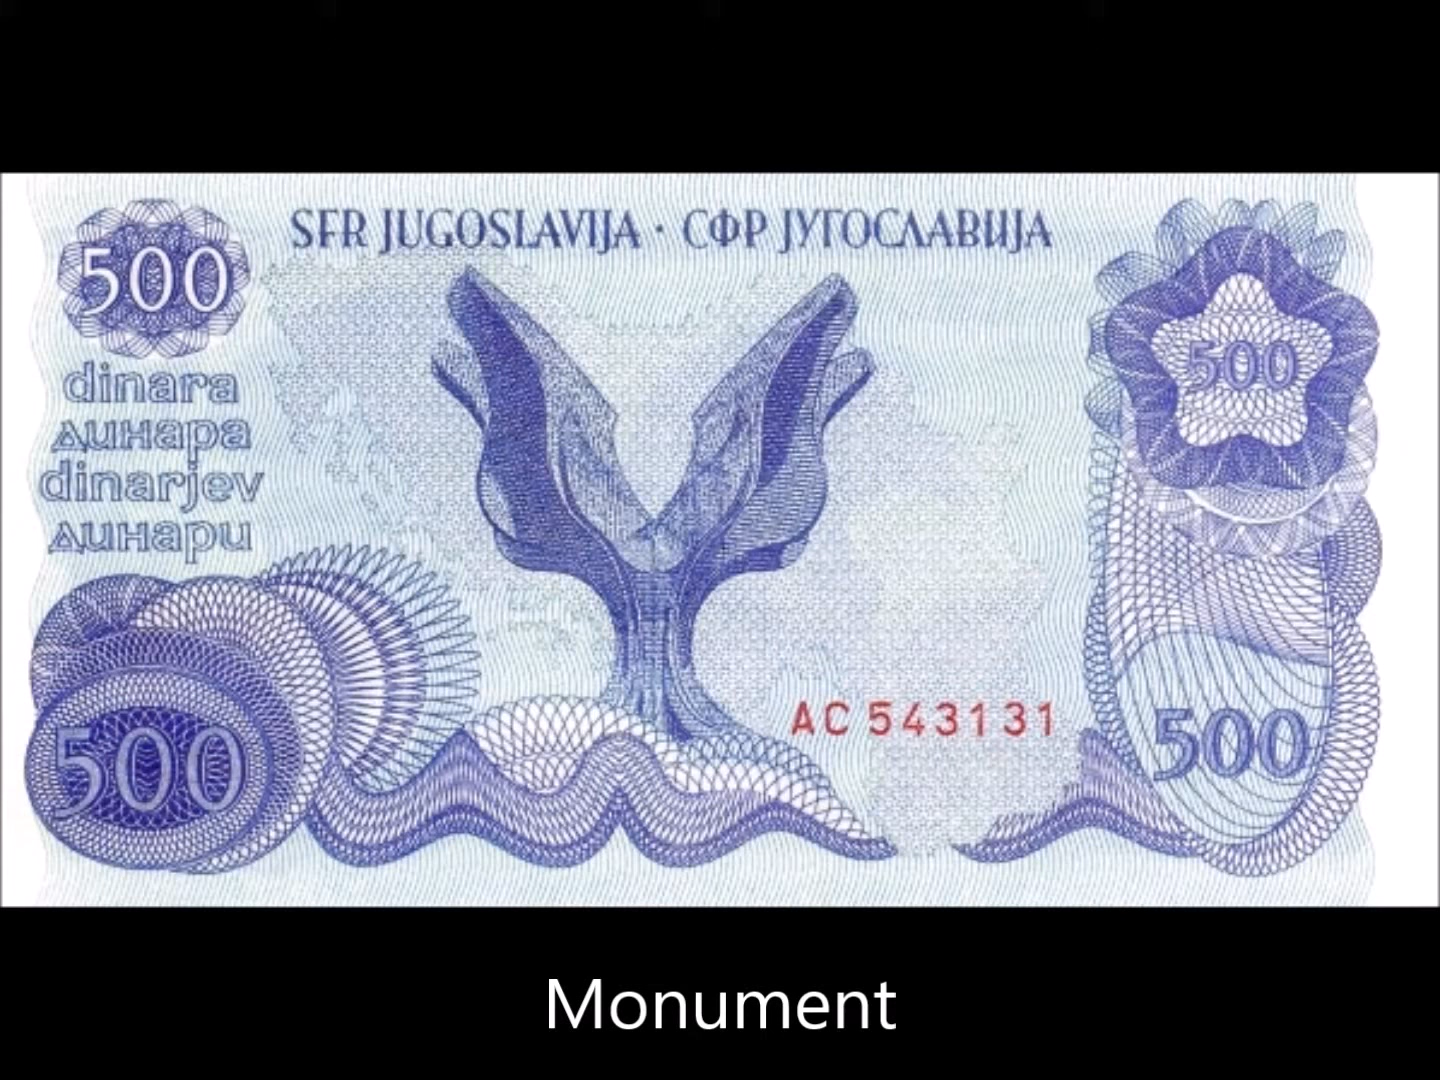 SFR JUGOSLAVIJA · СФР ЈУГОСЛАВИЈА
500
dinara
динара
dinarjev
динари
500
500
AC 543131
500
Monument